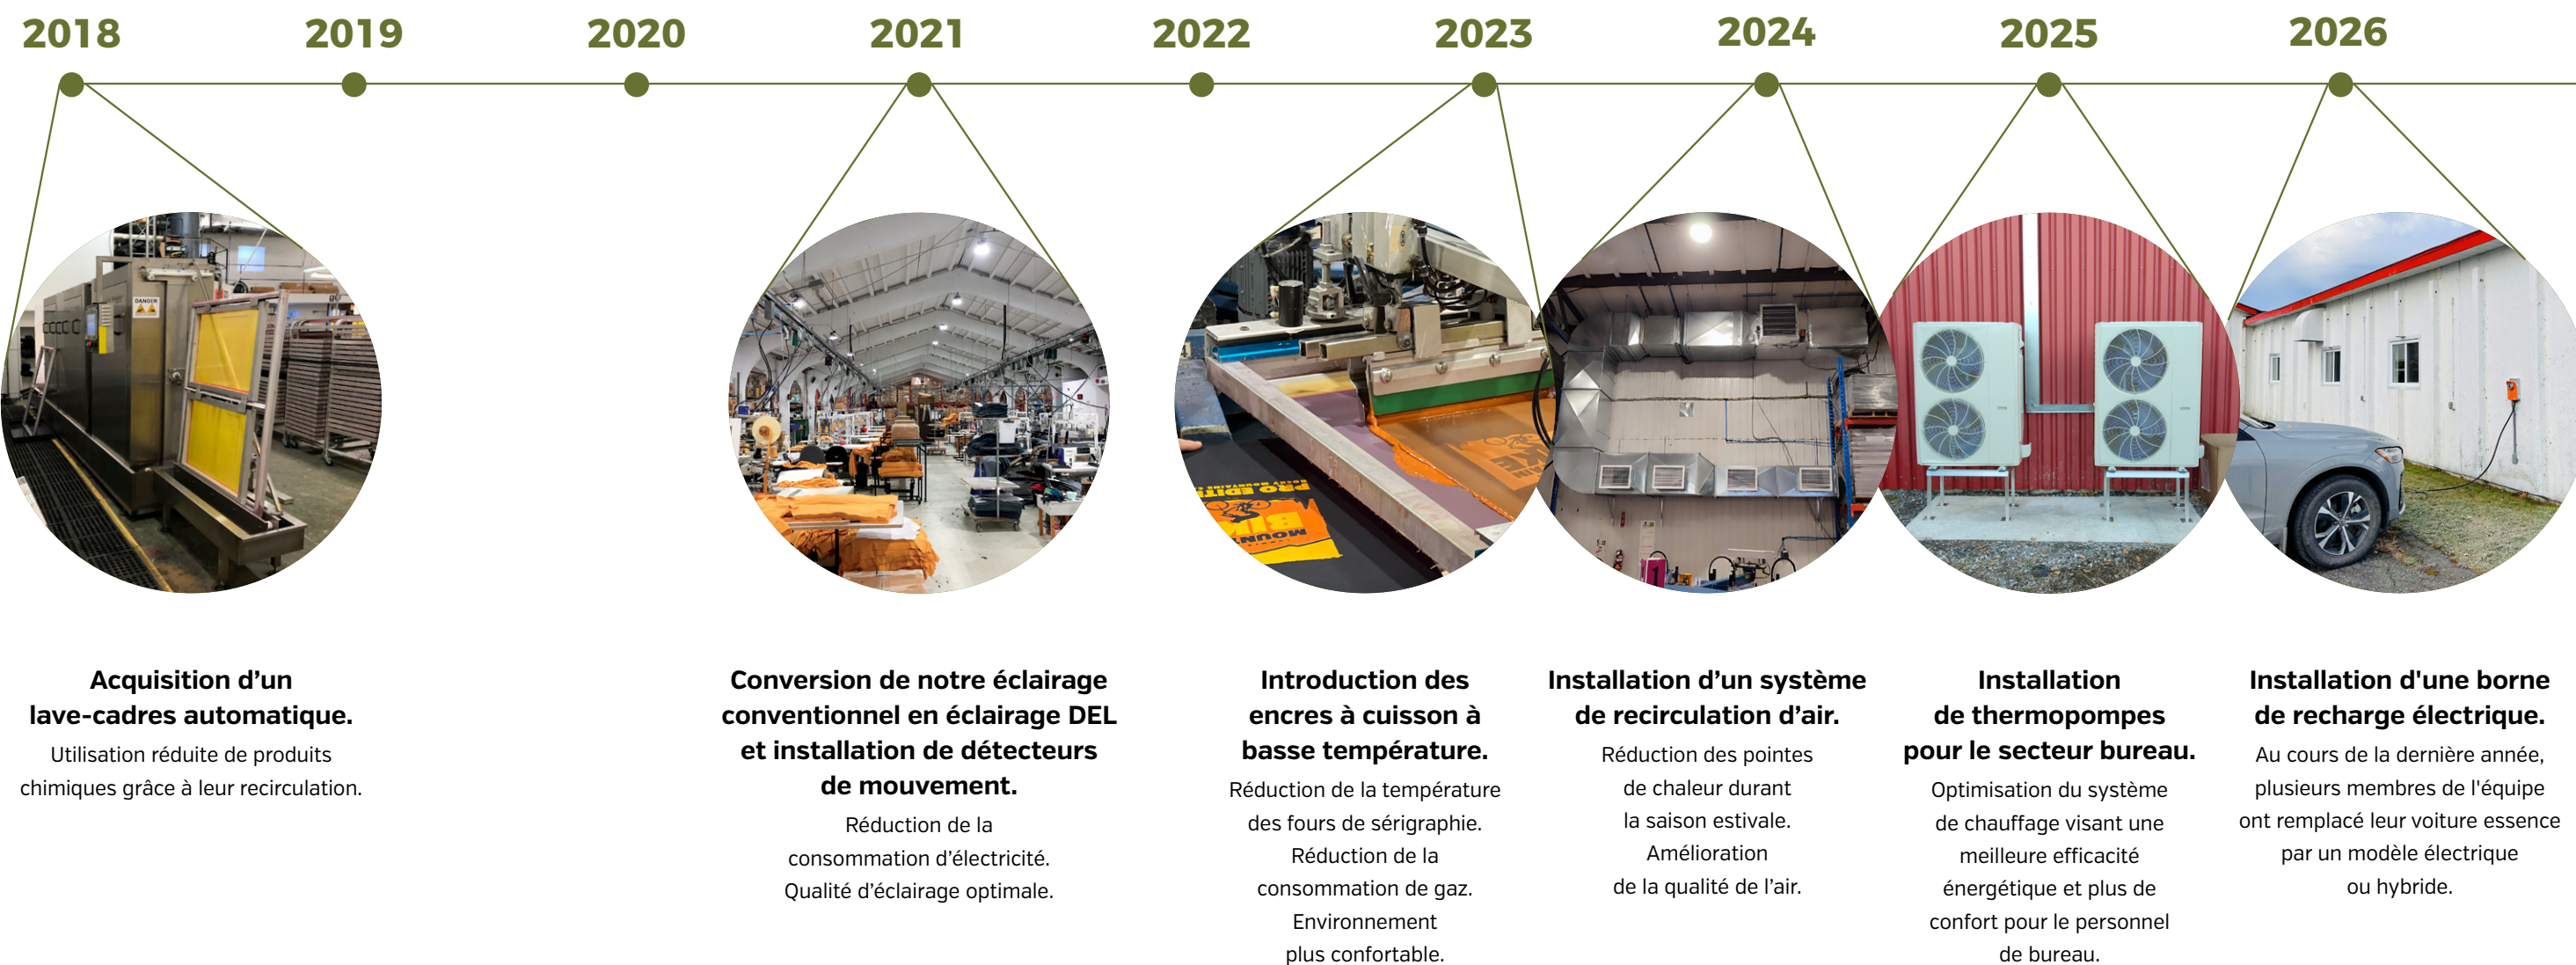 2018
2019
2020
2021
2022
2023
2024
2025
2026
DANGER
PRO EDITI
MOUN
Acquisition d’un
lave-cadres automatique.
Utilisation réduite de produits
chimiques grâce à leur recirculation.
Conversion de notre éclairage
conventionnel en éclairage DEL
et installation de détecteurs
de mouvement.
Réduction de la
consommation d’électricité.
Qualité d’éclairage optimale.
Introduction des
encres à cuisson à
basse température.
Réduction de la température
des fours de sérigraphie.
Réduction de la
consommation de gaz.
Environnement
plus confortable.
Installation d’un système
de recirculation d’air.
Réduction des pointes
de chaleur durant
la saison estivale.
Amélioration
de la qualité de l’air.
Installation
de thermopompes
pour le secteur bureau.
Optimisation du système
de chauffage visant une
meilleure efficacité
énergétique et plus de
confort pour le personnel
de bureau.
Installation d'une borne
de recharge électrique.
Au cours de la dernière année,
plusieurs membres de l'équipe
ont remplacé leur voiture essence
par un modèle électrique
ou hybride.